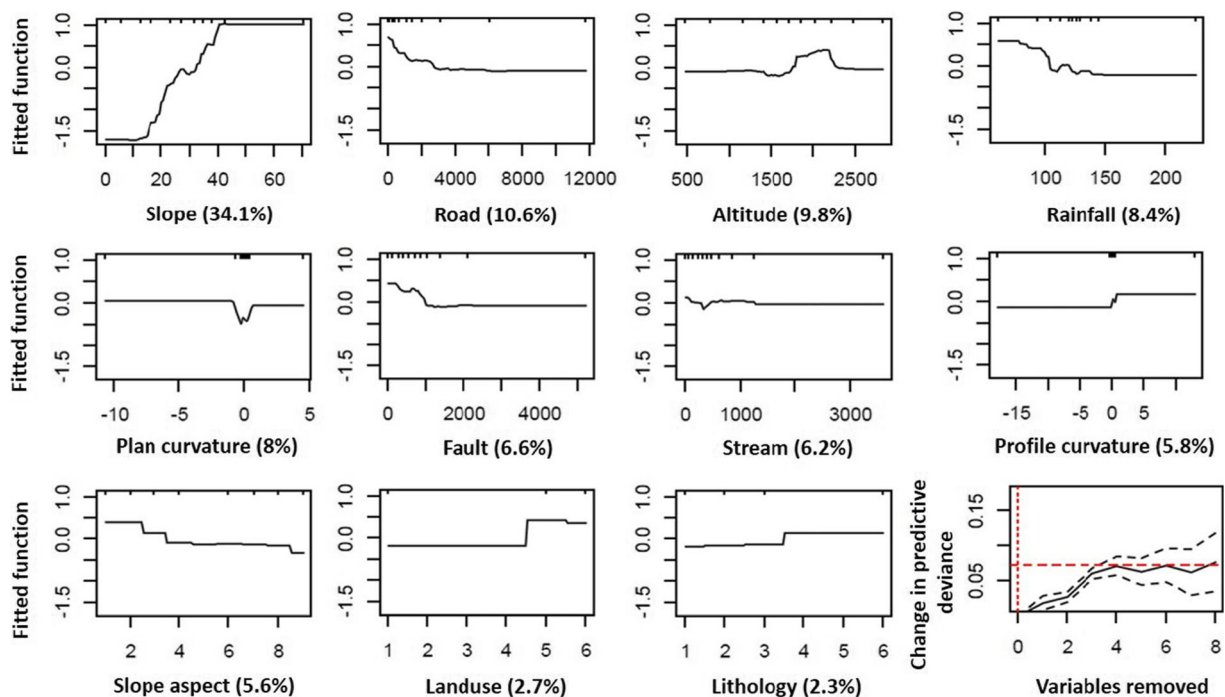 Fitted function
1.0
0.0
-1.5
0 20 40 60
Slope (34.1%)
1.0
0.0
-1.5
0 4000 8000 12000
Road (10.6%)
1.0
0.0
-1.5
500 1500 2500
Altitude (9.8%)
1.0
0.0
-1.5
100 150 200
Rainfall (8.4%)
Fitted function
1.0
0.0
-1.5
-10 -5 0 5
Plan curvature (8%)
1.0
0.0
-1.5
0 2000 4000
Fault (6.6%)
1.0
0.0
-1.5
0 1000 3000
Stream (6.2%)
1.0
0.0
-1.5
-15 -5 0 5
Profile curvature (5.8%)
Fitted function
1.0
0.0
-1.5
2 4 6 8
Slope aspect (5.6%)
1.0
0.0
-1.5
1 2 3 4 5 6
Landuse (2.7%)
1.0
0.0
-1.5
1 2 3 4 5 6
Lithology (2.3%)
Change in predictive
deviance
0.15
0.05
0 2 4 6 8
Variables removed